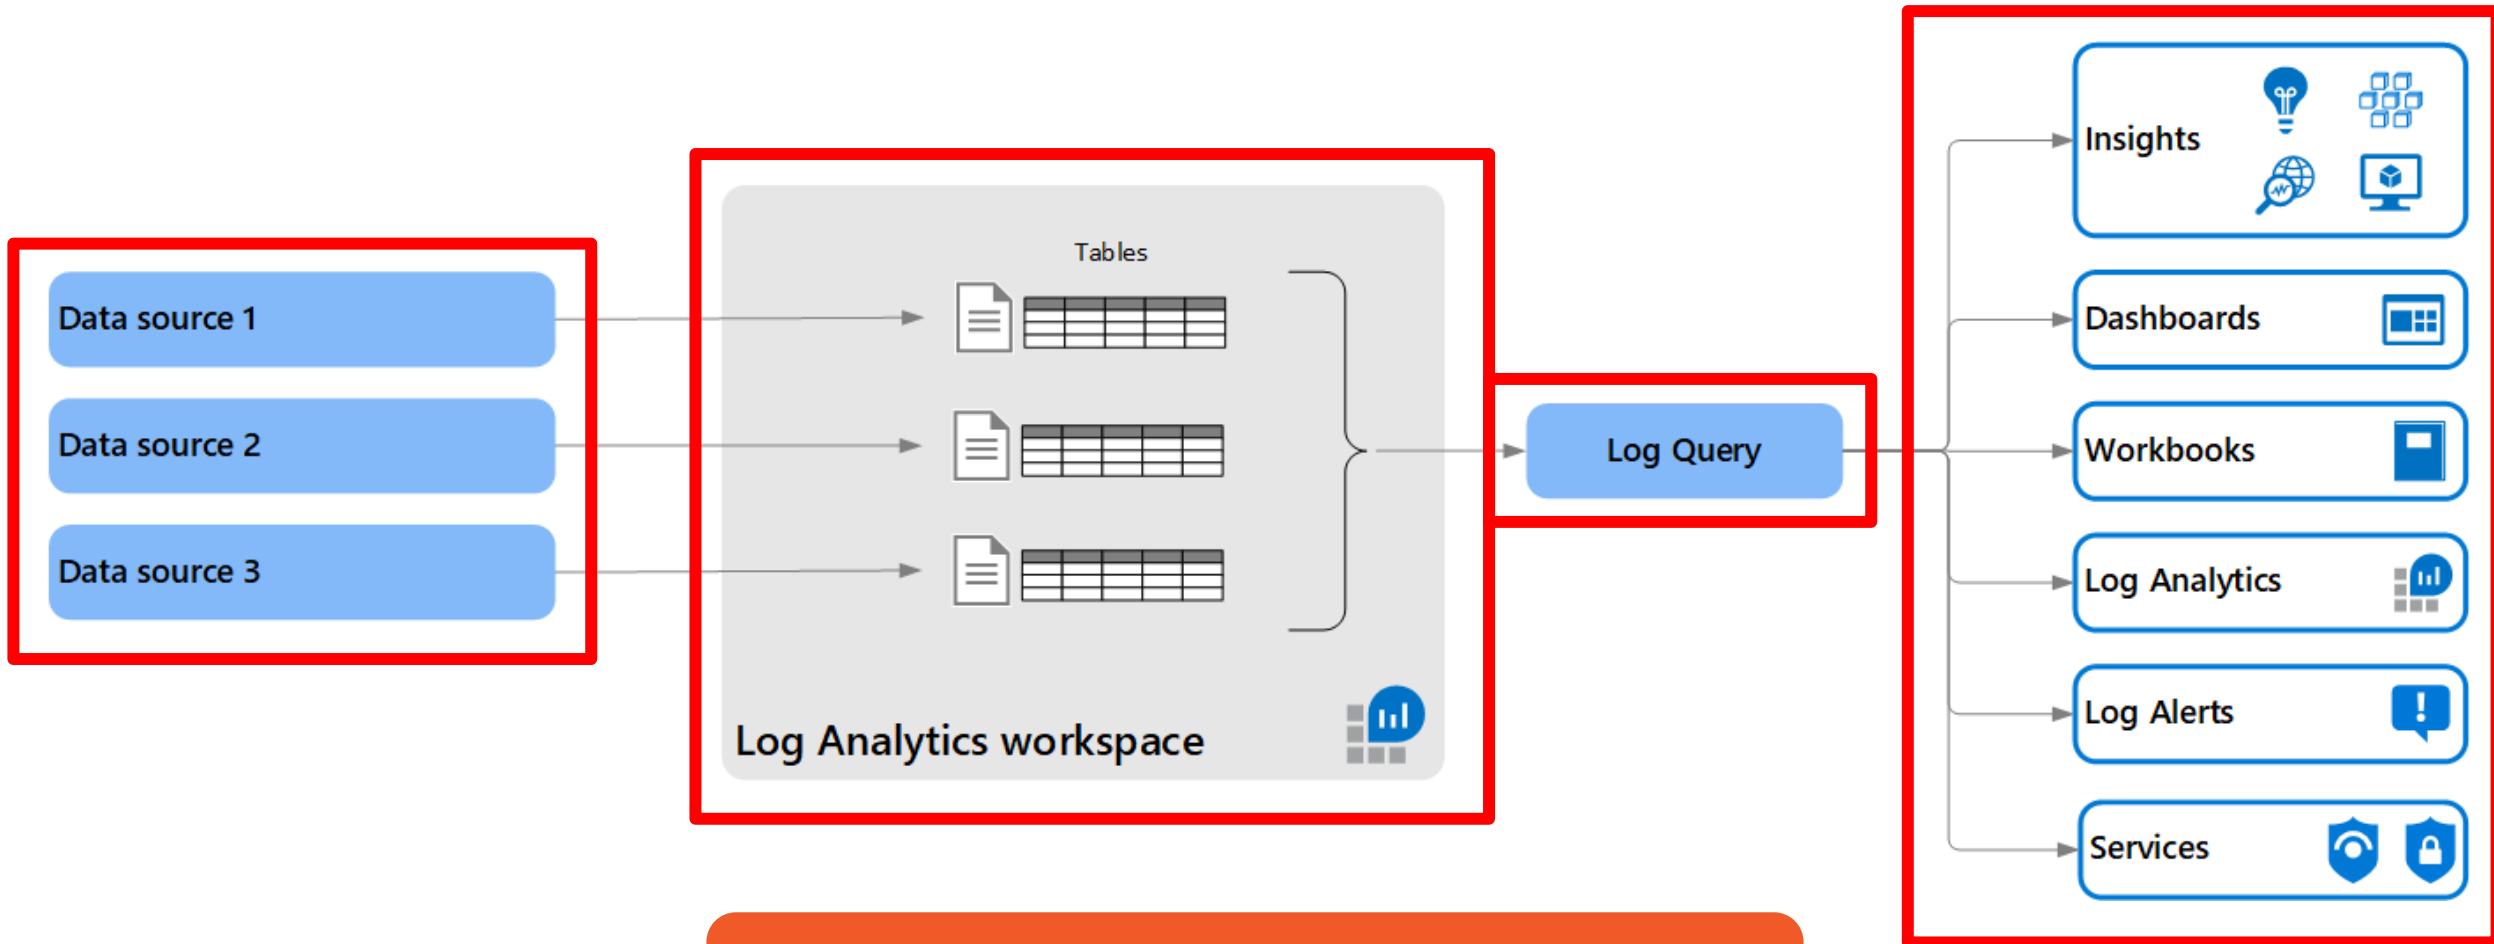 Data source 1
Data source 2
Data source 3
Tables
Log Analytics workspace
Log Query
Insights
Dashboards
Workbooks
Log Analytics
Log Alerts
Services